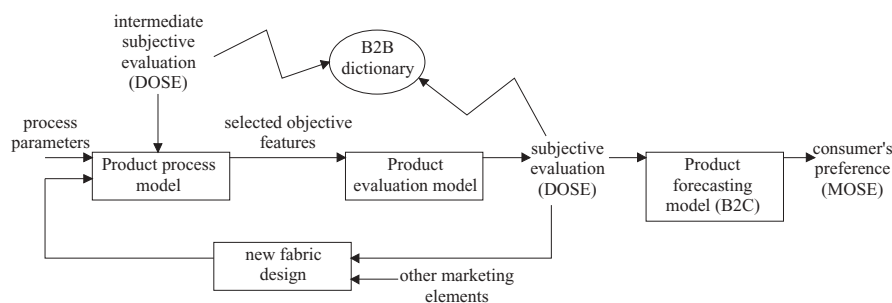 intermediate
subjective
evaluation
(DOSE)
B2B
dictionary
process
parameters
selected objective
features
Product process
model
Product
evaluation model
subjective
evaluation
(DOSE)
Product
forecasting
model (B2C)
consumer's
preference
(MOSE)
new fabric
design
other marketing
elements